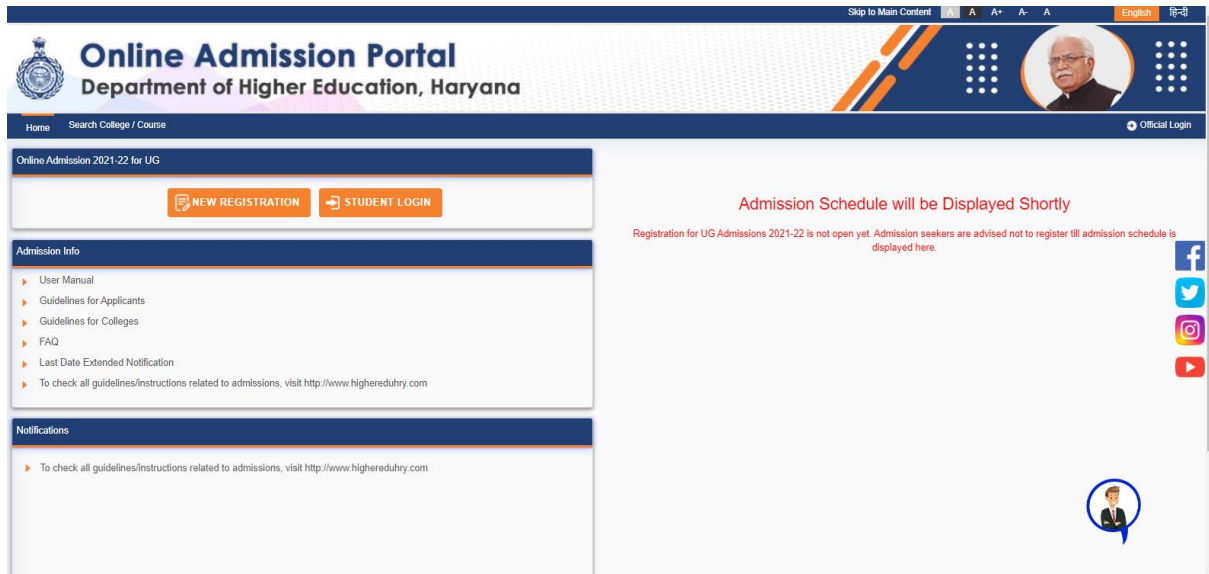 Skip to Main Content A A A+ A- A English हिन्दी
Online Admission Portal
Department of Higher Education, Haryana
Home Search College / Course Official Login
Online Admission 2021-22 for UG
NEW REGISTRATION STUDENT LOGIN
Admission Info
User Manual
Guidelines for Applicants
Guidelines for Colleges
FAQ
Last Date Extended Notification
To check all guidelines/instructions related to admissions, visit http://www.highereduhry.com
Notifications
To check all guidelines/instructions related to admissions, visit http://www.highereduhry.com
Admission Schedule will be Displayed Shortly
Registration for UG Admissions 2021-22 is not open yet. Admission seekers are advised not to register till admission schedule is
displayed here.